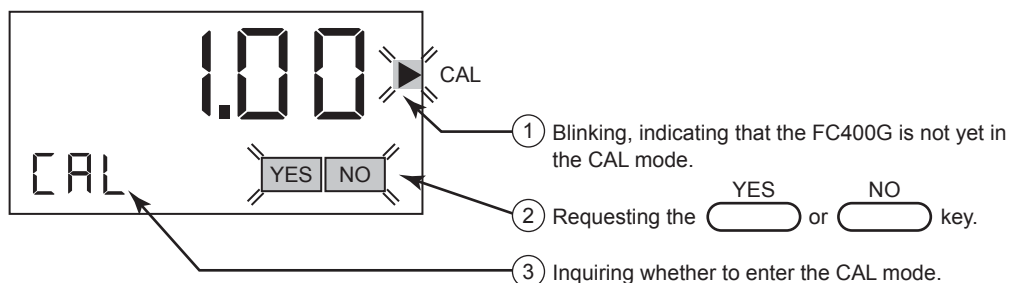 1.00
CAL
CAL
YES NO
① Blinking, indicating that the FC400G is not yet in
the CAL mode.
YES NO
② Requesting the or key.
③ Inquiring whether to enter the CAL mode.